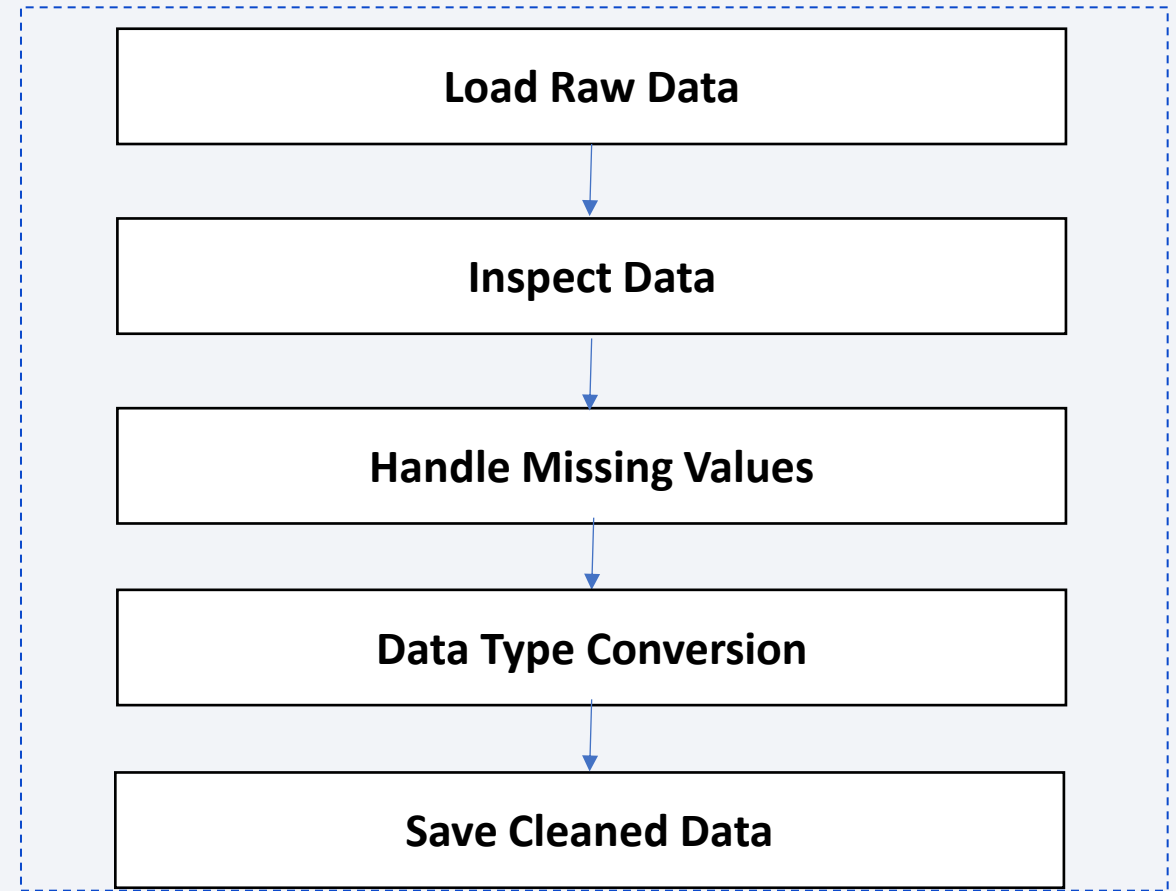 Load Raw Data
Inspect Data
Handle Missing Values
Data Type Conversion
Save Cleaned Data